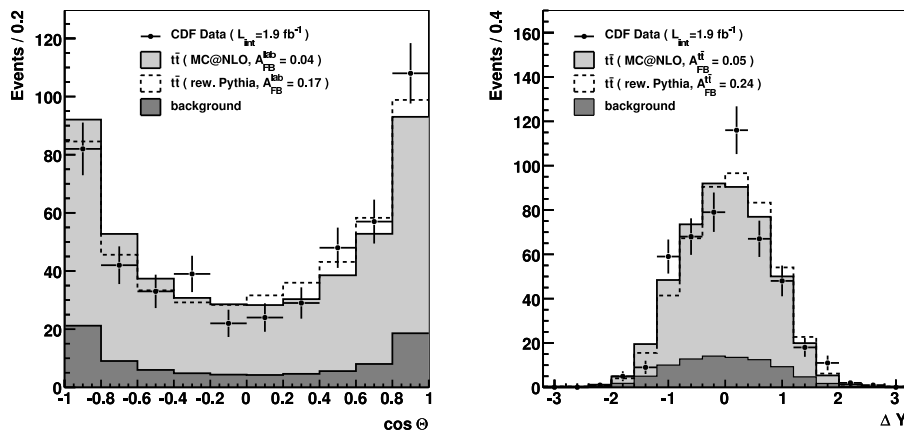 Events / 0.2
120
100
80
60
40
20
0
CDF Data ( L_int=1.9 fb⁻¹)
tt̄ ( MC@NLO, A_FB^lab = 0.04)
tt̄ ( rew. Pythia, A_FB^lab = 0.17)
background
-1 -0.8 -0.6 -0.4 -0.2 0 0.2 0.4 0.6 0.8 1
cos Θ
Events / 0.4
160
140
120
100
80
60
40
20
0
CDF Data ( L_int=1.9 fb⁻¹)
tt̄ ( MC@NLO, A_FB^tt̄ = 0.05)
tt̄ ( rew. Pythia, A_FB^tt̄ = 0.24)
background
-3 -2 -1 0 1 2 3
Δ Y